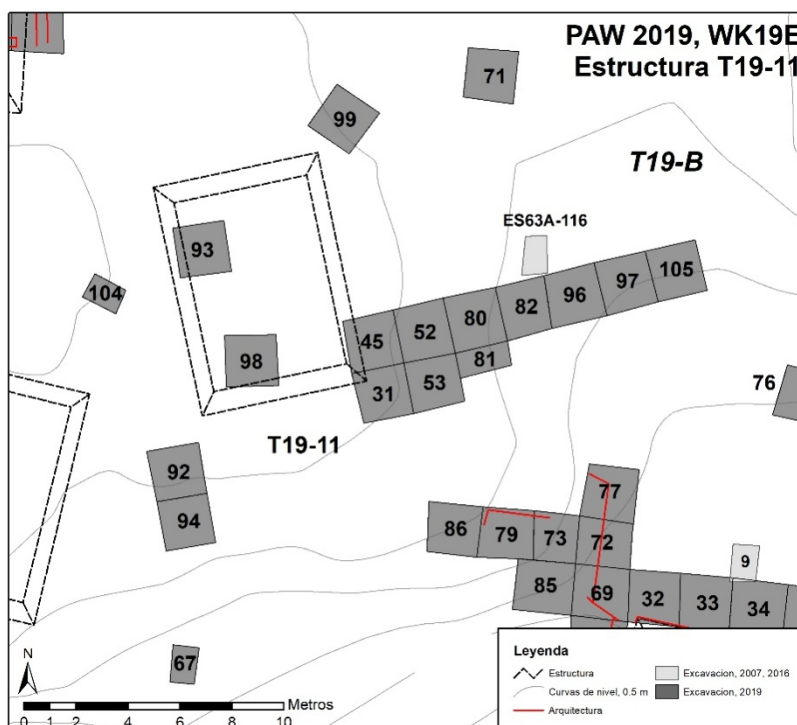 PAW 2019, WK19E
Estructura T19-11
71
99
T19-B
ES63A-116
93
104
105
97
96
82
80
52
45
98
81
53
31
76
T19-11
92
94
77
86
79
73
72
85
69
32
33
34
9
67
N
0 1 2 4 6 8 10 Metros
Leyenda
Estructura
Curvas de nivel, 0.5 m
Arquitectura
Excavacion, 2007, 2016
Excavacion, 2019